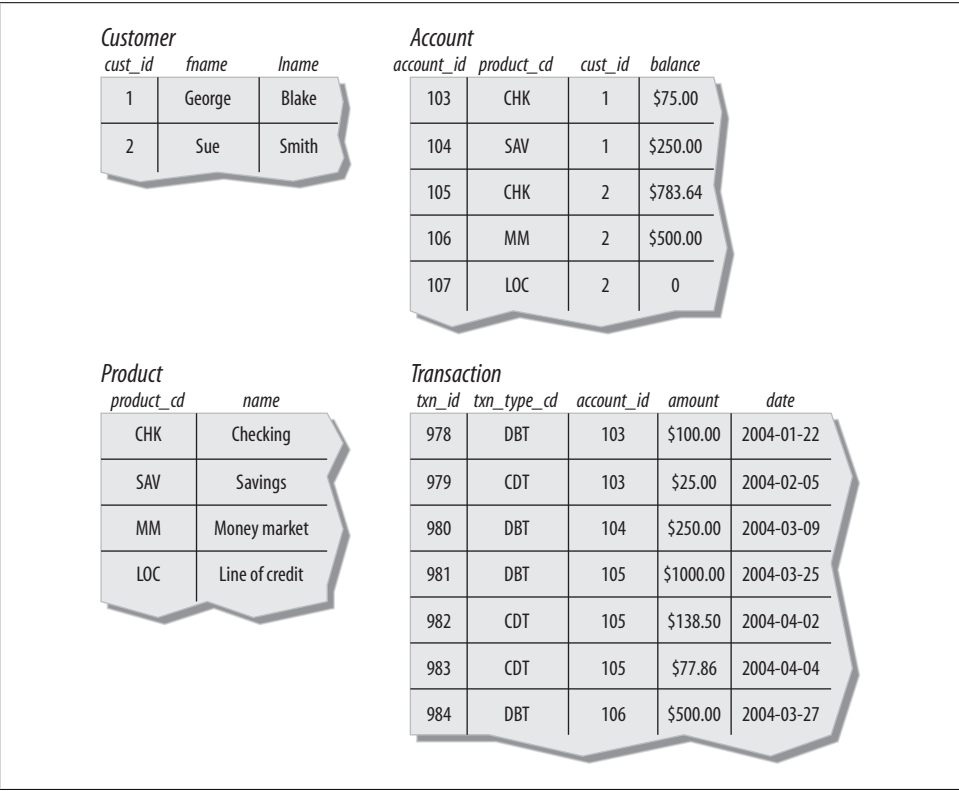 Customer
cust_id fname lname
1 George Blake
2 Sue Smith
Account
account_id product_cd cust_id balance
103 CHK 1 $75.00
104 SAV 1 $250.00
105 CHK 2 $783.64
106 MM 2 $500.00
107 LOC 2 0
Product
product_cd name
CHK Checking
SAV Savings
MM Money market
LOC Line of credit
Transaction
txn_id txn_type_cd account_id amount date
978 DBT 103 $100.00 2004-01-22
979 CDT 103 $25.00 2004-02-05
980 DBT 104 $250.00 2004-03-09
981 DBT 105 $1000.00 2004-03-25
982 CDT 105 $138.50 2004-04-02
983 CDT 105 $77.86 2004-04-04
984 DBT 106 $500.00 2004-03-27